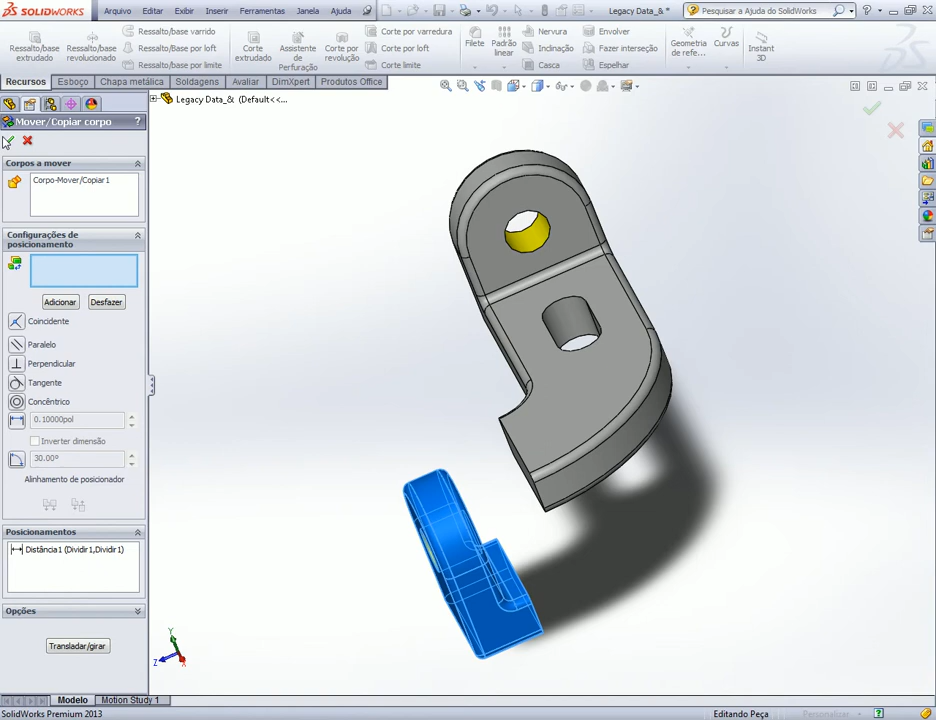 SOLIDWORKS
Arquivo Editar Exibir Inserir Ferramentas Janela Ajuda
Legacy Data_& *
Pesquisar a Ajuda do SolidWorks
Ressalto/base extrudado
Ressalto/base revolucionado
Ressalto/base varrido
Ressalto/base por loft
Ressalto/base por limite
Corte extrudado
Assistente de Perfuração
Corte por revolução
Corte por varredura
Corte por loft
Corte limite
Filete
Padrão linear
Nervura
Inclinação
Casca
Envolver
Fazer interseção
Espelhar
Geometria de refe...
Curvas
Instant 3D
Recursos Esboço Chapa metálica Soldagens Avaliar DimXpert Produtos Office
Legacy Data_& (Default<<...
Mover/Copiar corpo ?
Corpos a mover
Corpo-Mover/Copiar1
Configurações de posicionamento
Adicionar Desfazer
Coincidente
Paralelo
Perpendicular
Tangente
Concêntrico
0.10000pol
Inverter dimensão
30.00º
Alinhamento de posicionador
Posicionamentos
Distância1 (Dividir1,Dividir1)
Opções
Transladar/girar
Y
Z
X
Modelo Motion Study 1
SolidWorks Premium 2013
Editando Peça
Personalizar